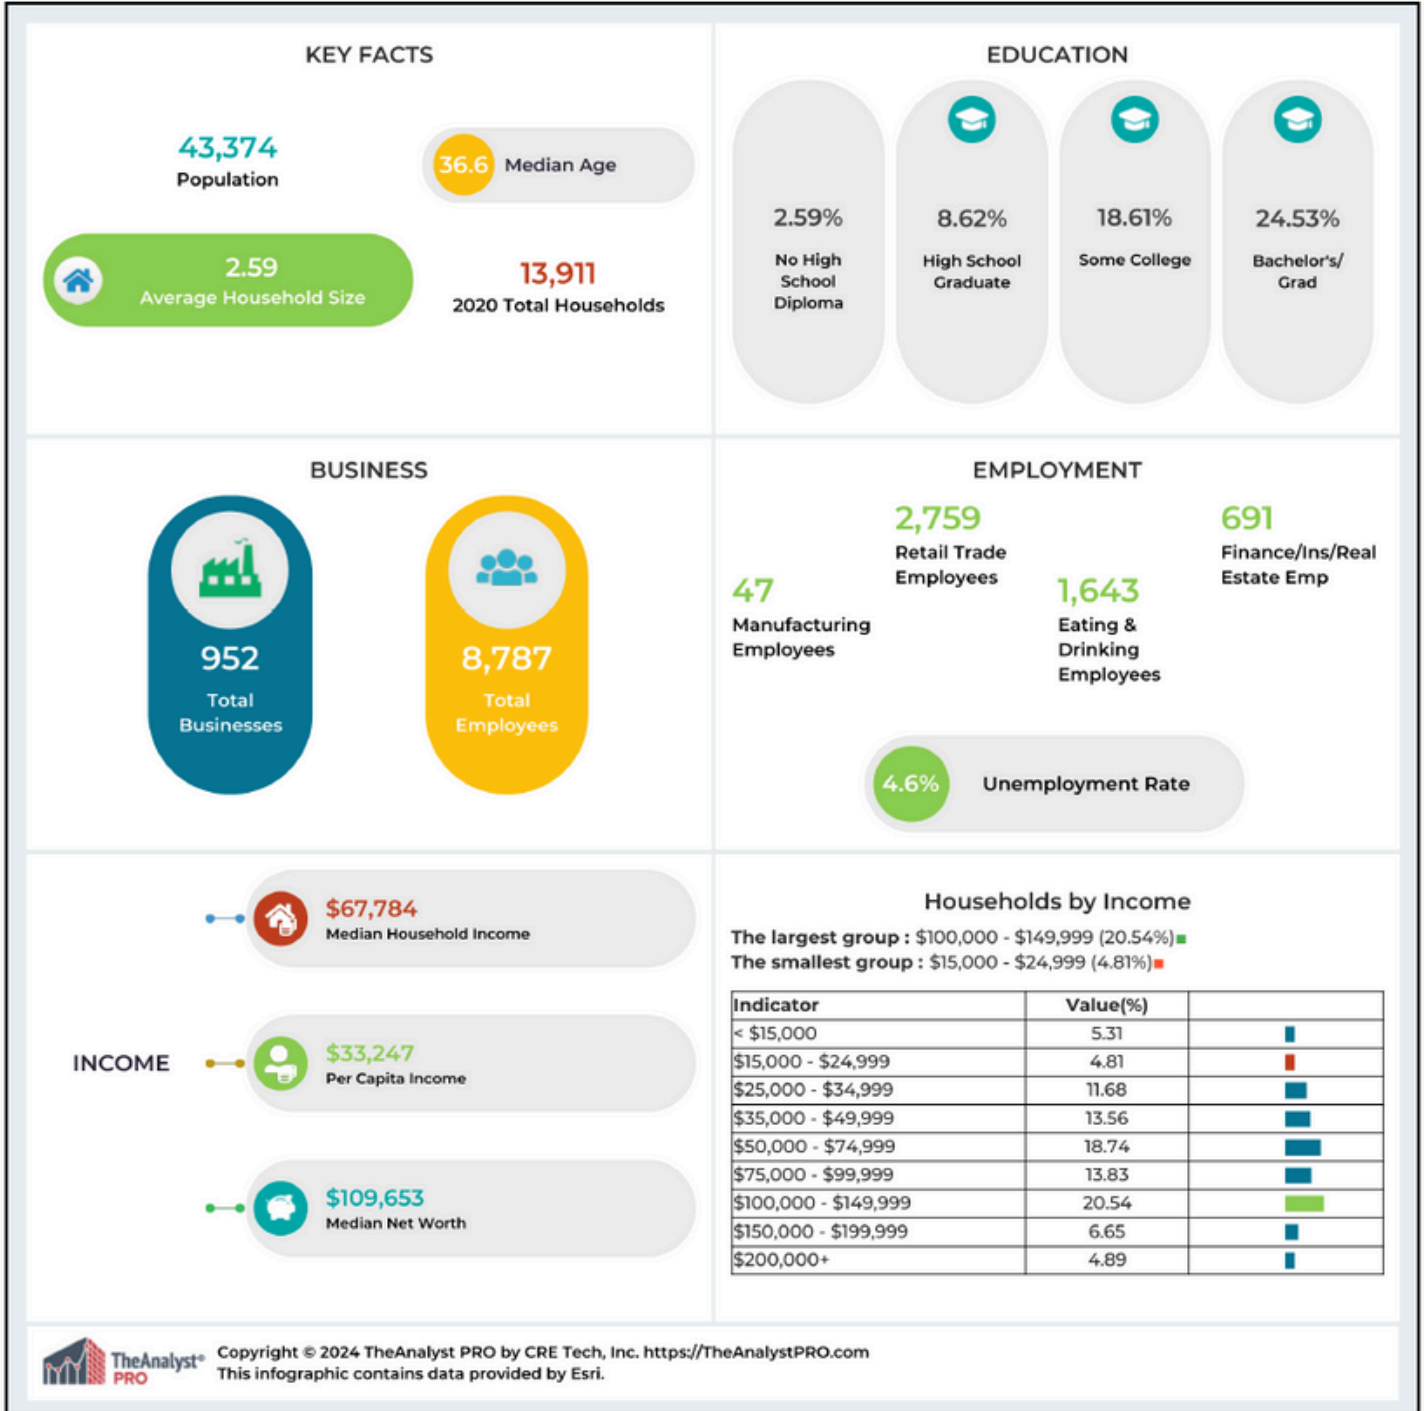 KEY FACTS
43,374
Population
36.6 Median Age
2.59
Average Household Size
13,911
2020 Total Households
EDUCATION
2.59%
No High
School
Diploma
8.62%
High School
Graduate
18.61%
Some College
24.53%
Bachelor's/
Grad
BUSINESS
952
Total
Businesses
8,787
Total
Employees
EMPLOYMENT
47
Manufacturing
Employees
2,759
Retail Trade
Employees
1,643
Eating &
Drinking
Employees
691
Finance/Ins/Real
Estate Emp
4.6% Unemployment Rate
INCOME
$67,784
Median Household Income
$33,247
Per Capita Income
$109,653
Median Net Worth
Households by Income
The largest group : $100,000 - $149,999 (20.54%)
The smallest group : $15,000 - $24,999 (4.81%)
Indicator Value(%)
< $15,000 5.31
$15,000 - $24,999 4.81
$25,000 - $34,999 11.68
$35,000 - $49,999 13.56
$50,000 - $74,999 18.74
$75,000 - $99,999 13.83
$100,000 - $149,999 20.54
$150,000 - $199,999 6.65
$200,000+ 4.89
TheAnalyst®
PRO
Copyright © 2024 TheAnalyst PRO by CRE Tech, Inc. https://TheAnalystPRO.com
This infographic contains data provided by Esri.